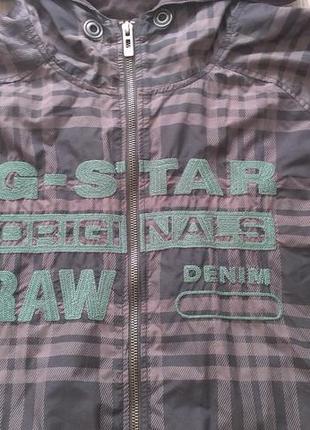 G-STAR
ORIGINALS
RAW DENIM